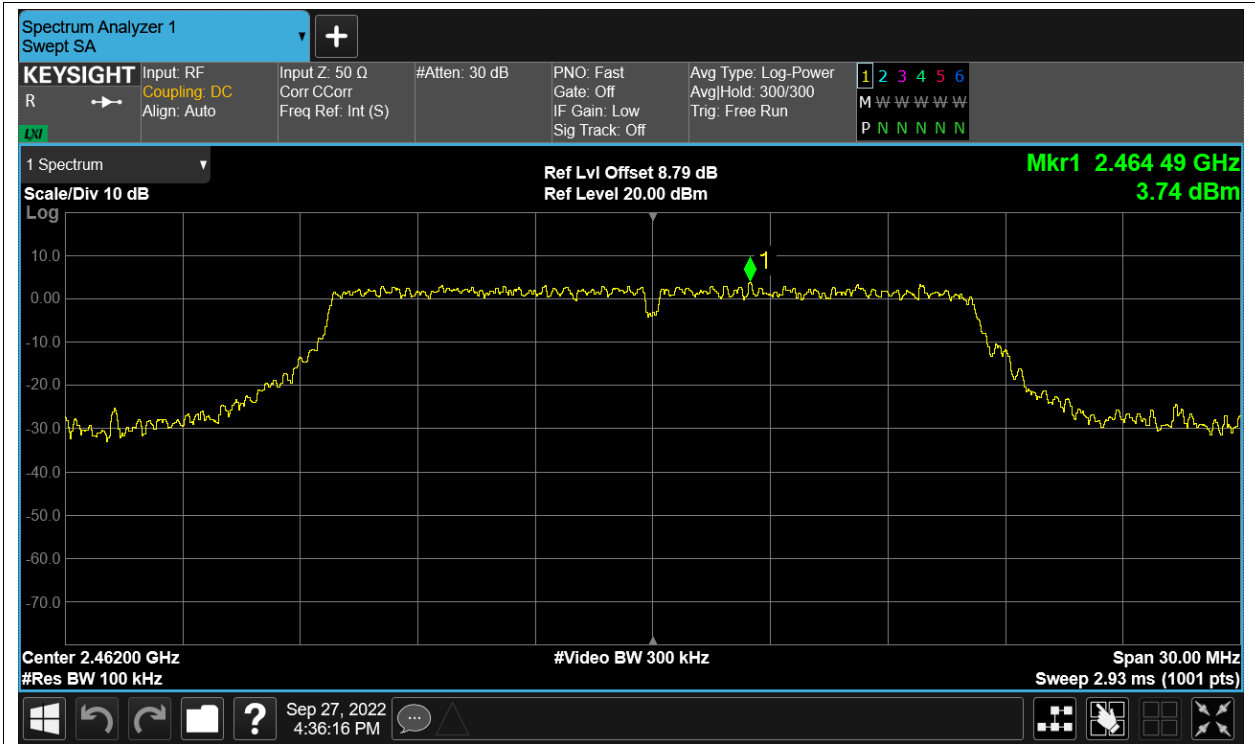 Spectrum Analyzer 1
Swept SA
KEYSIGHT
R
LXI
Input: RF
Coupling: DC
Align: Auto
Input Z: 50 Ω
Corr CCorr
Freq Ref: Int (S)
#Atten: 30 dB
PNO: Fast
Gate: Off
IF Gain: Low
Sig Track: Off
Avg Type: Log-Power
Avg|Hold: 300/300
Trig: Free Run
1 2 3 4 5 6
M W W W W W W
P N N N N N N
1 Spectrum
Scale/Div 10 dB
Log
Ref Lvl Offset 8.79 dB
Ref Level 20.00 dBm
Mkr1 2.464 49 GHz
3.74 dBm
1
10.0
0.00
-10.0
-20.0
-30.0
-40.0
-50.0
-60.0
-70.0
Center 2.46200 GHz
#Res BW 100 kHz
#Video BW 300 kHz
Span 30.00 MHz
Sweep 2.93 ms (1001 pts)
?
Sep 27, 2022
4:36:16 PM